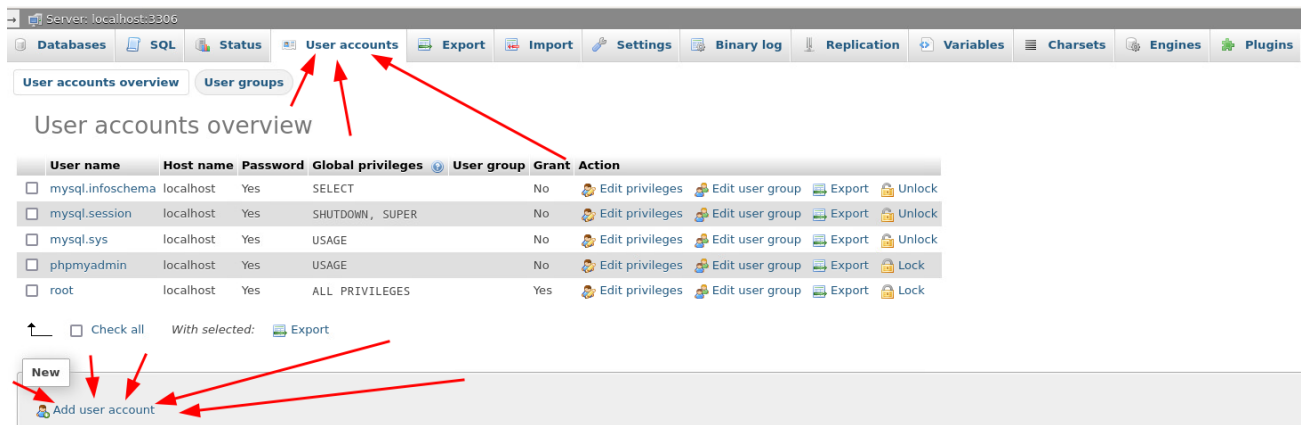 Server: localhost:3306
Databases SQL Status User accounts Export Import Settings Binary log Replication Variables Charsets Engines Plugins
User accounts overview User groups
User accounts overview
User name Host name Password Global privileges User group Grant Action
mysql.infoschema localhost Yes SELECT No Edit privileges Edit user group Export Unlock
mysql.session localhost Yes SHUTDOWN, SUPER No Edit privileges Edit user group Export Unlock
mysql.sys localhost Yes USAGE No Edit privileges Edit user group Export Unlock
phpmyadmin localhost Yes USAGE No Edit privileges Edit user group Export Lock
root localhost Yes ALL PRIVILEGES Yes Edit privileges Edit user group Export Lock
Check all With selected: Export
New
Add user account